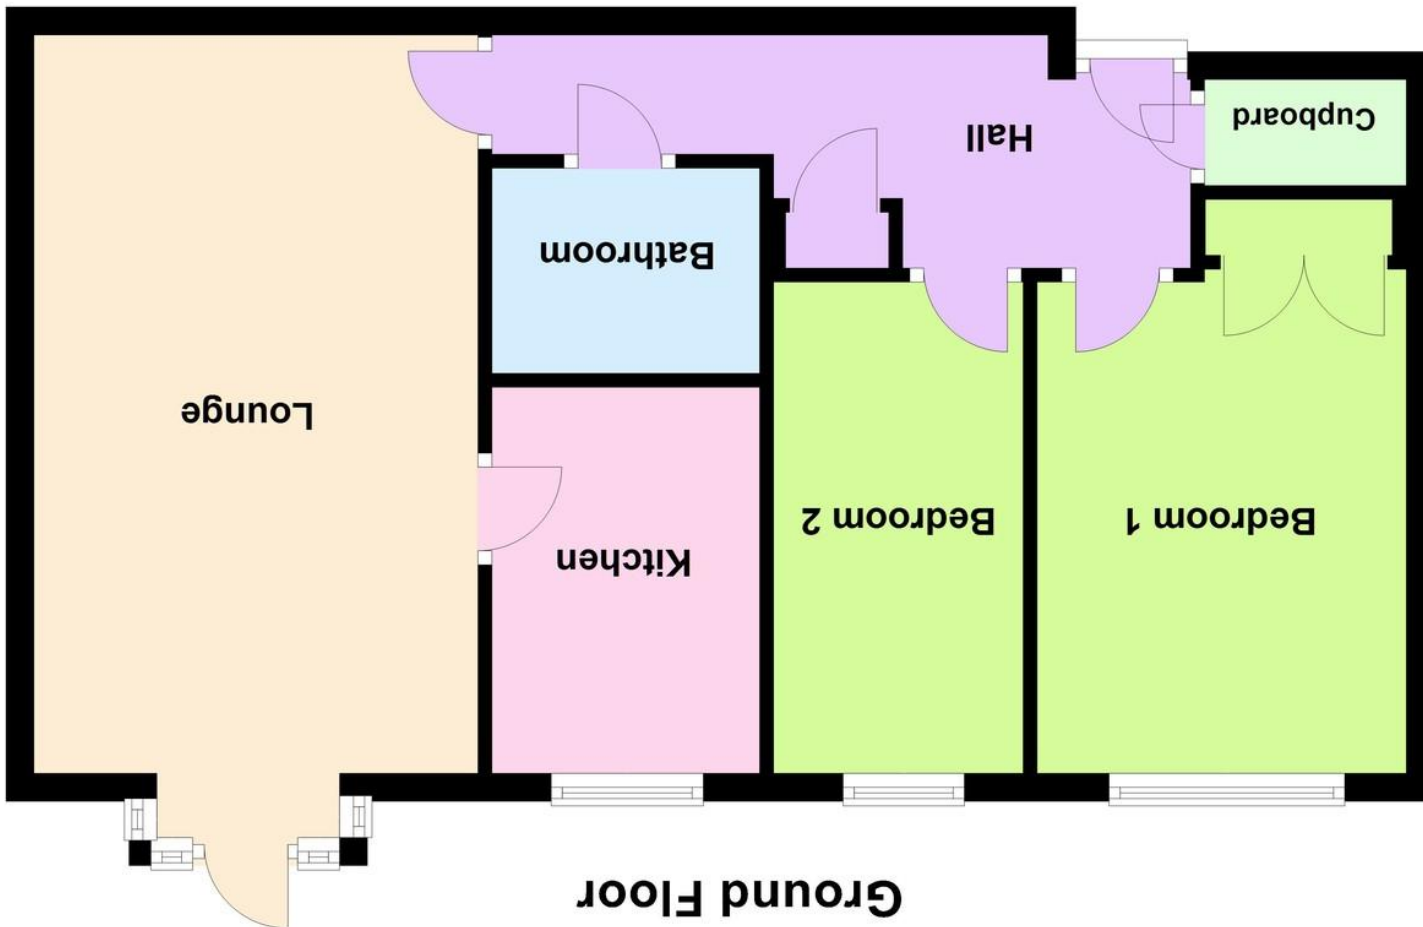 Ground Floor
Bedroom 1
Bedroom 2
Kitchen
Lounge
Bathroom
Hall
Cupboard